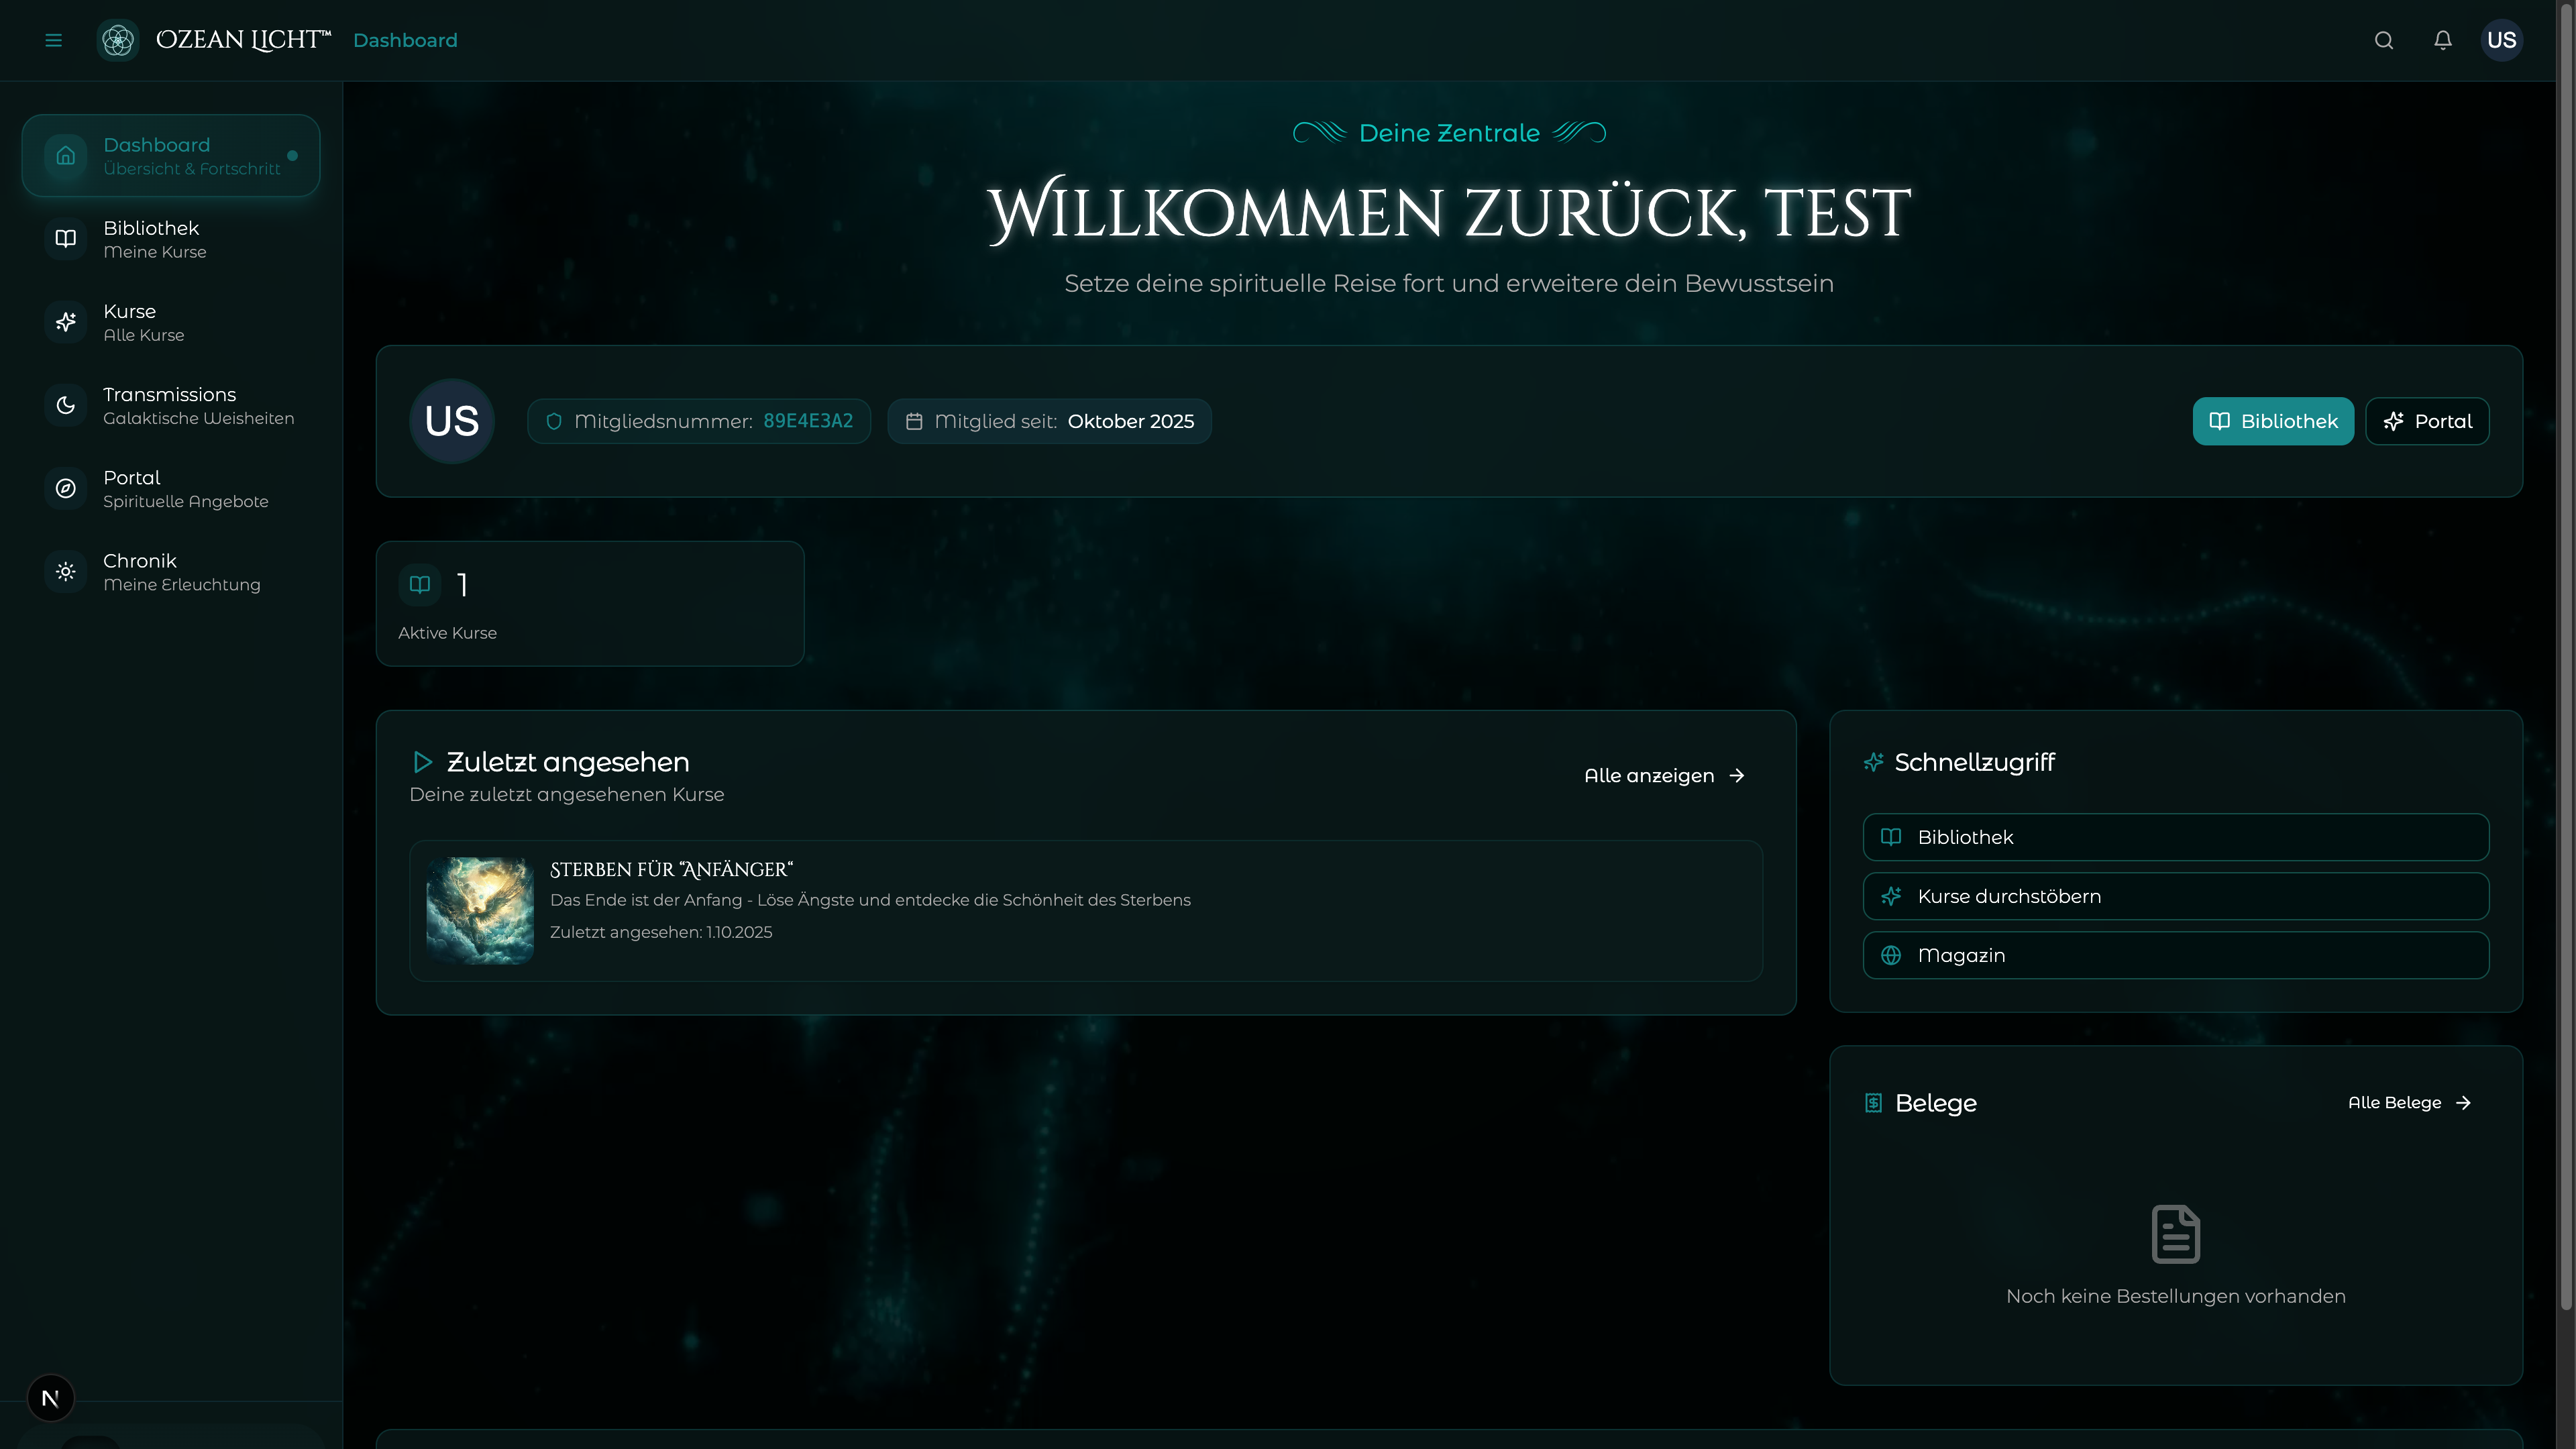 OZEAN LICHT™ Dashboard
US
Dashboard
Übersicht & Fortschritt
Bibliothek
Meine Kurse
Kurse
Alle Kurse
Transmissions
Galaktische Weisheiten
Portal
Spirituelle Angebote
Chronik
Meine Erleuchtung
N
Deine Zentrale
WILLKOMMEN ZURÜCK, TEST
Setze deine spirituelle Reise fort und erweitere dein Bewusstsein
US
Mitgliedsnummer: 89E4E3A2
Mitglied seit: Oktober 2025
Bibliothek
Portal
1
Aktive Kurse
Zuletzt angesehen
Deine zuletzt angesehenen Kurse
Alle anzeigen
STERBEN FÜR “ANFÄNGER“
Das Ende ist der Anfang - Löse Ängste und entdecke die Schönheit des Sterbens
Zuletzt angesehen: 1.10.2025
Schnellzugriff
Bibliothek
Kurse durchstöbern
Magazin
Belege
Alle Belege
Noch keine Bestellungen vorhanden